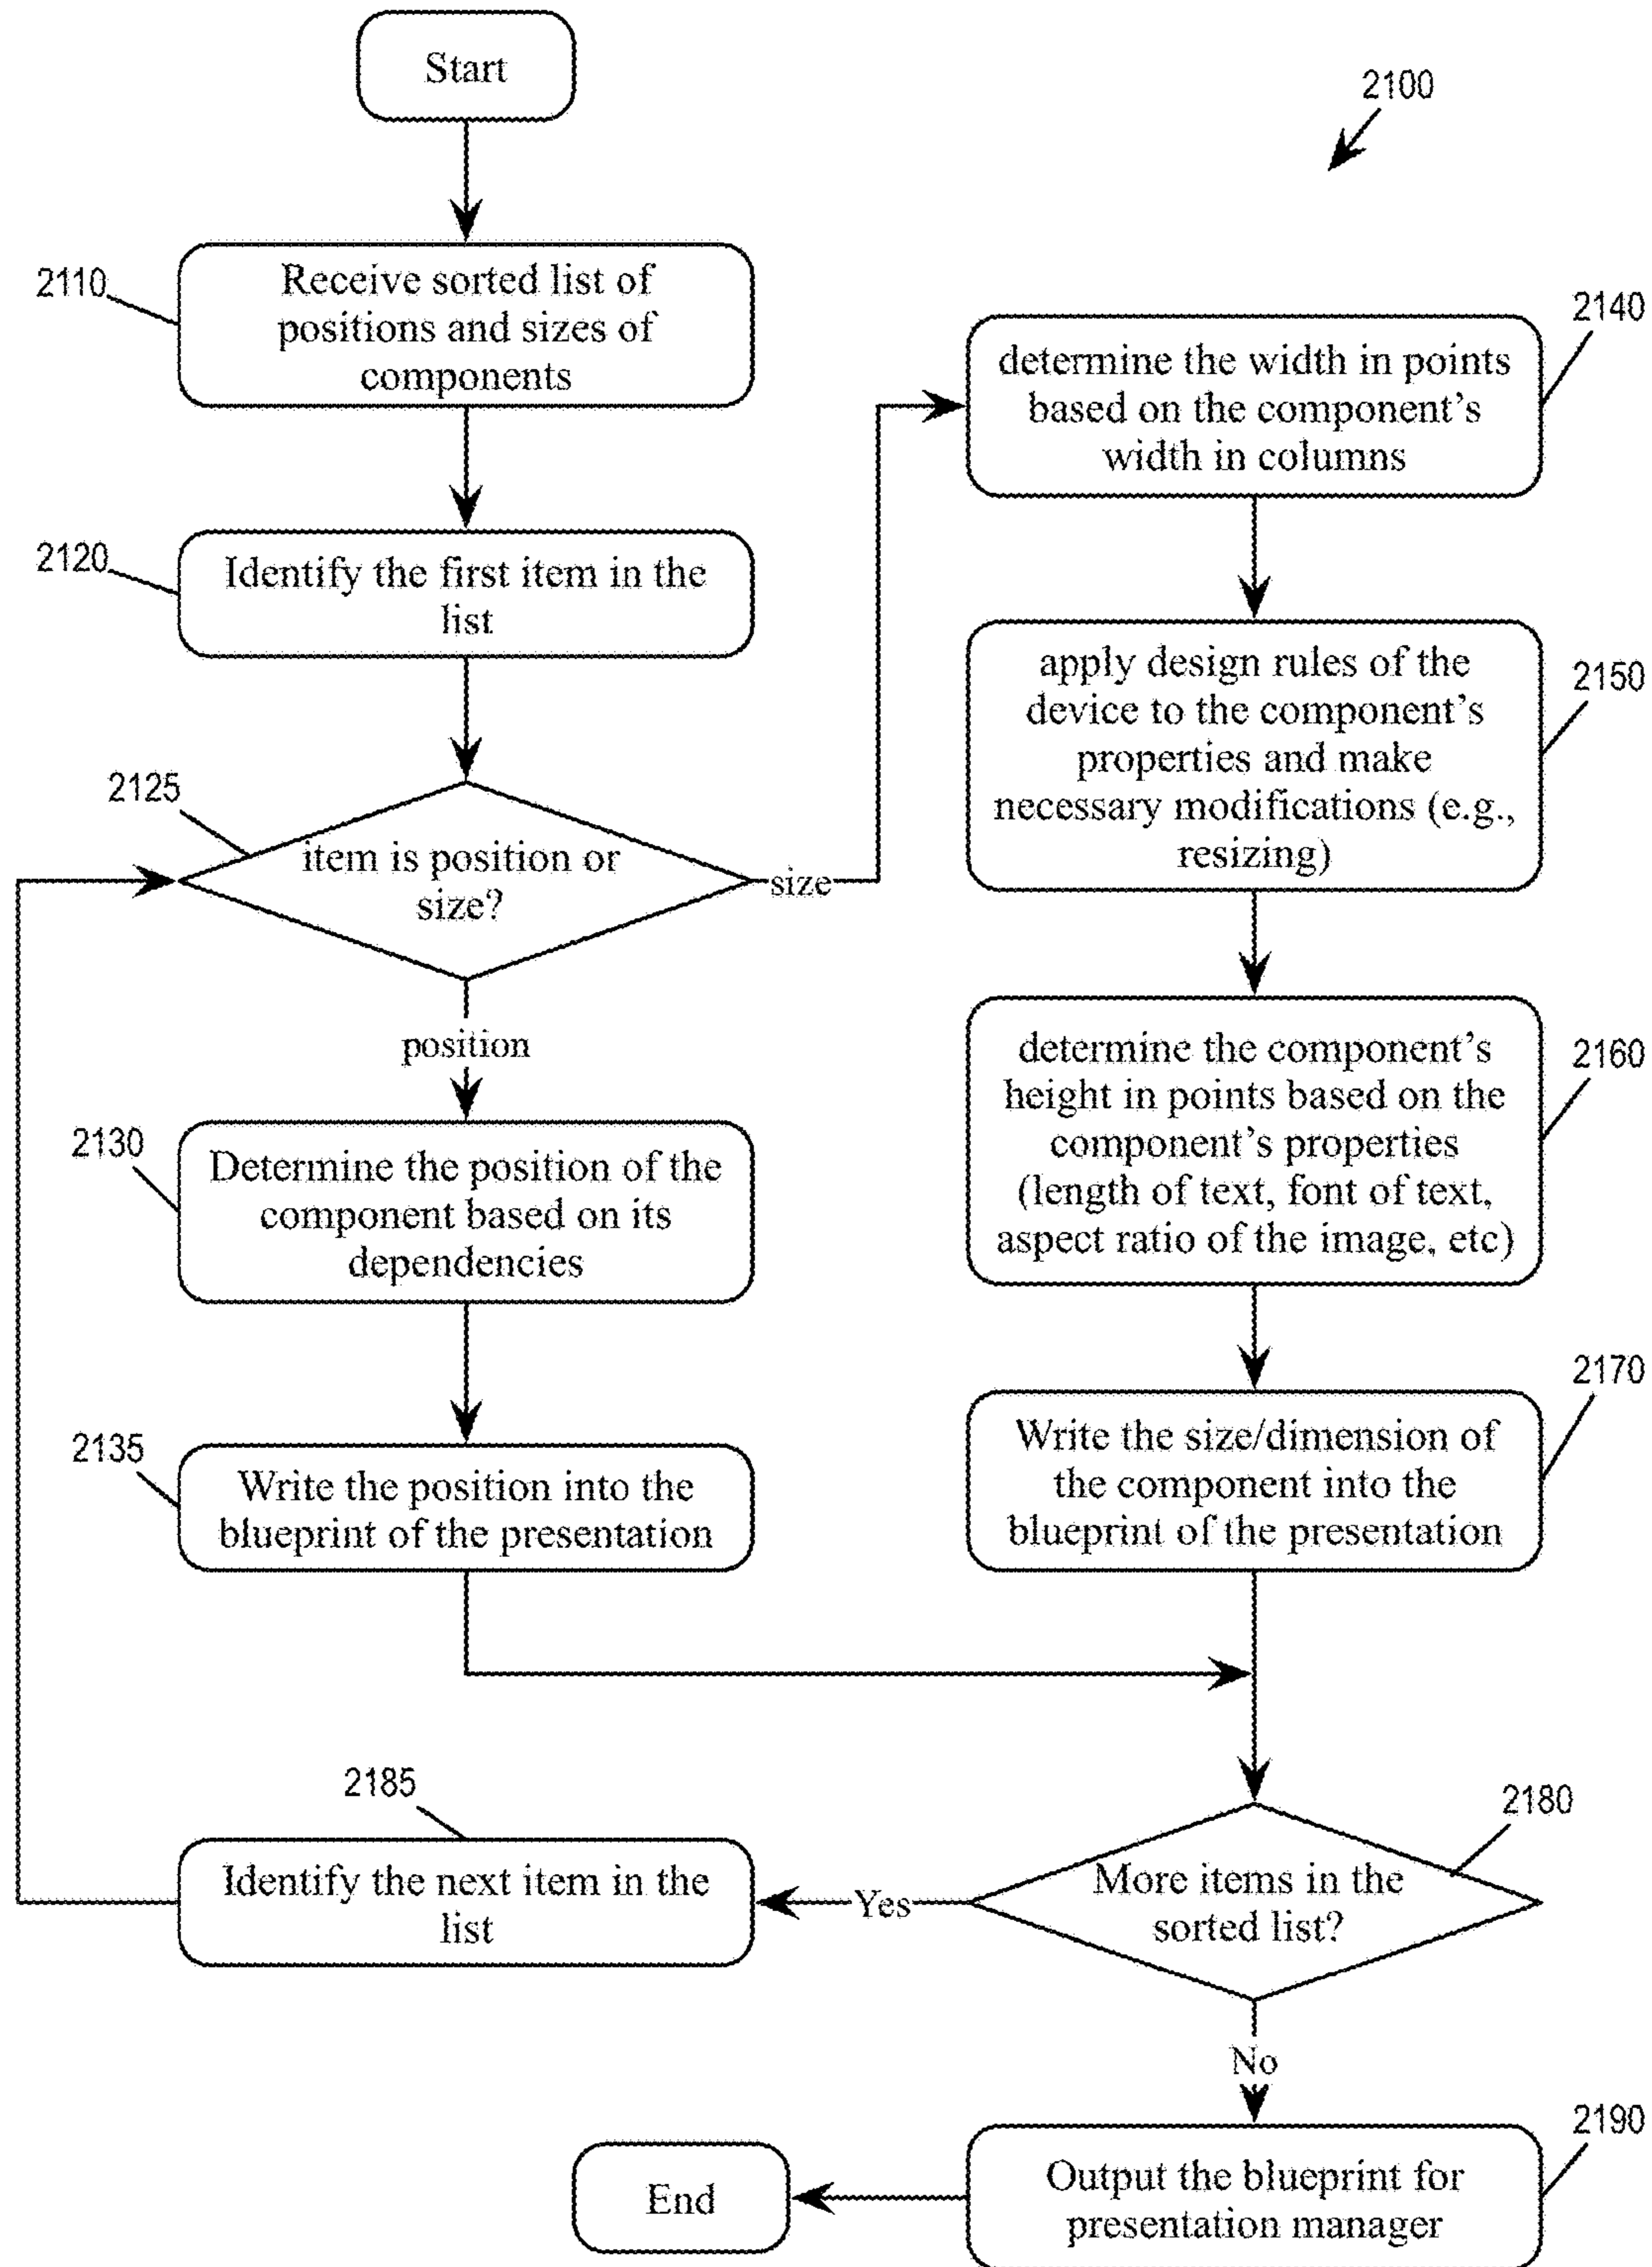 Start
2100
2110
Receive sorted list of
positions and sizes of
components
2120
Identify the first item in the
list
2125
item is position or
size?
size
position
2130
Determine the position of the
component based on its
dependencies
2135
Write the position into the
blueprint of the presentation
2140
determine the width in points
based on the component's
width in columns
2150
apply design rules of the
device to the component's
properties and make
necessary modifications (e.g.,
resizing)
2160
determine the component's
height in points based on the
component's properties
(length of text, font of text,
aspect ratio of the image, etc)
2170
Write the size/dimension of
the component into the
blueprint of the presentation
2180
More items in the
sorted list?
Yes
2185
Identify the next item in the
list
No
2190
Output the blueprint for
presentation manager
End